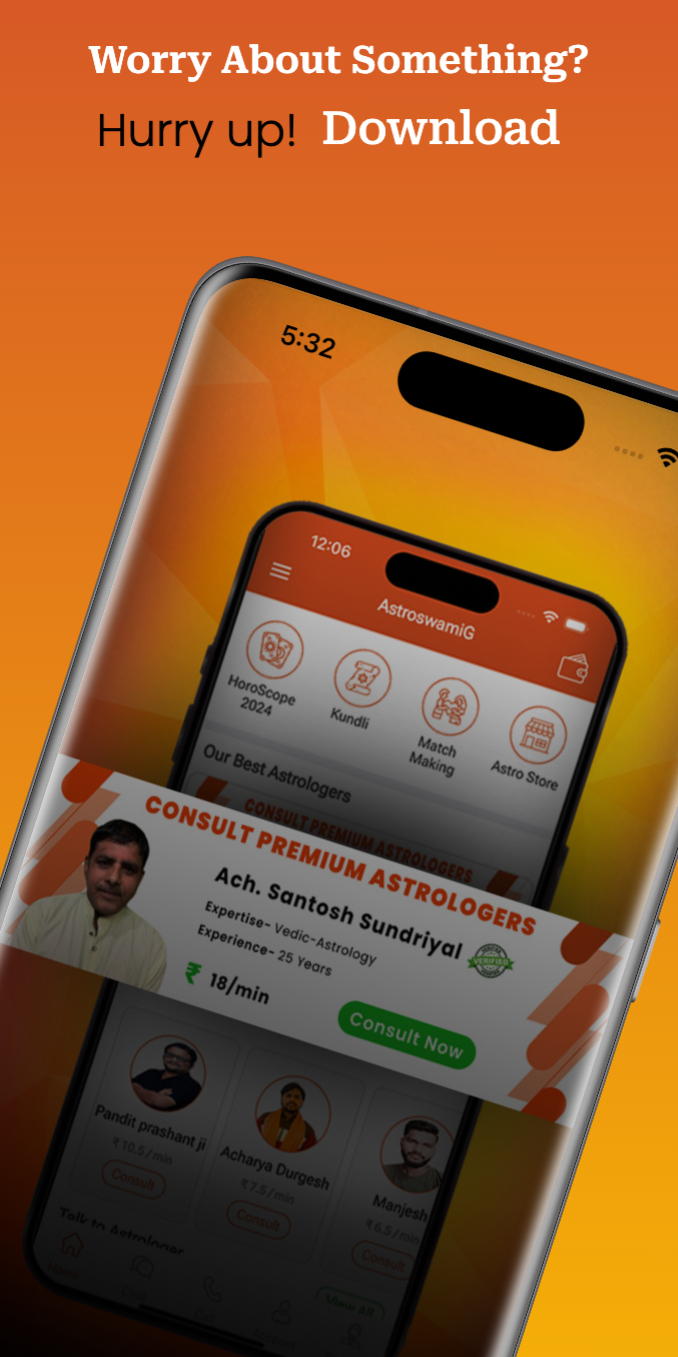 Worry About Something?
Hurry up! Download
5:32
12:06
AstroswamiG
HoroScope
2024
Kundli
Match
Making
Astro Store
Our Best Astrologers
CONSULT PREMIUM ASTROLOGERS
CONSULT PREMIUM ASTROLOGERS
Ach. Santosh Sundriyal
Expertise- Vedic-Astrology
Experience- 25 Years
VERIFIED
₹ 18/min
Consult Now
Pandit prashant ji
₹10.5/min
Consult
Acharya Durgesh
₹7.5/min
Consult
Manjesh
₹6.5/min
Consult
Talk to Astrologer
View All
Home
Chat
Call